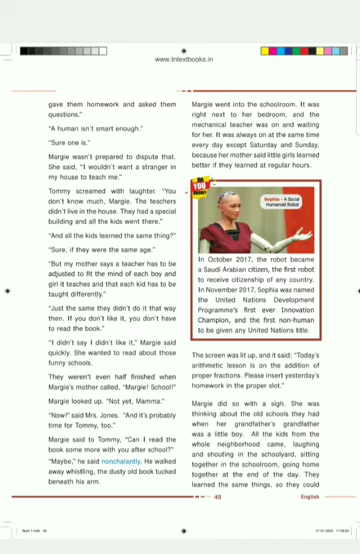 www.tntextbooks.in
gave them homework and asked them
questions."
"A human isn't smart enough."
"Sure one is."
Margie wasn't prepared to dispute that.
She said, "I wouldn't want a stranger in
my house to teach me."
Tommy screamed with laughter. "You
don't know much, Margie. The teachers
didn't live in the house. They had a special
building and all the kids went there."
"And all the kids learned the same thing?"
"Sure, if they were the same age."
"But my mother says a teacher has to be
adjusted to fit the mind of each boy and
girl it teaches and that each kid has to be
taught differently."
"Just the same they didn't do it that way
then. If you don't like it, you don't have
to read the book."
"I didn't say I didn't like it," Margie said
quickly. She wanted to read about those
funny schools.
They weren't even half finished when
Margie's mother called, "Margie! School!"
Margie looked up. "Not yet, Mamma."
"Now!" said Mrs. Jones. "And it's probably
time for Tommy, too."
Margie said to Tommy, "Can I read the
book some more with you after school?"
"Maybe," he said nonchalantly. He walked
away whistling, the dusty old book tucked
beneath his arm.
Margie went into the schoolroom. It was
right next to her bedroom, and the
mechanical teacher was on and waiting
for her. It was always on at the same time
every day except Saturday and Sunday,
because her mother said little girls learned
better if they learned at regular hours.
DO
YOU
KNOW?
Sophia - A Social
Humanoid Robot
In October 2017, the robot became
a Saudi Arabian citizen, the first robot
to receive citizenship of any country.
In November 2017, Sophia was named
the United Nations Development
Programme's first ever Innovation
Champion, and the first non-human
to be given any United Nations title.
The screen was lit up, and it said: "Today's
arithmetic lesson is on the addition of
proper fractions. Please insert yesterday's
homework in the proper slot."
Margie did so with a sigh. She was
thinking about the old schools they had
when her grandfather's grandfather
was a little boy. All the kids from the
whole neighborhood came, laughing
and shouting in the schoolyard, sitting
together in the schoolroom, going home
together at the end of the day. They
learned the same things, so they could
45
English